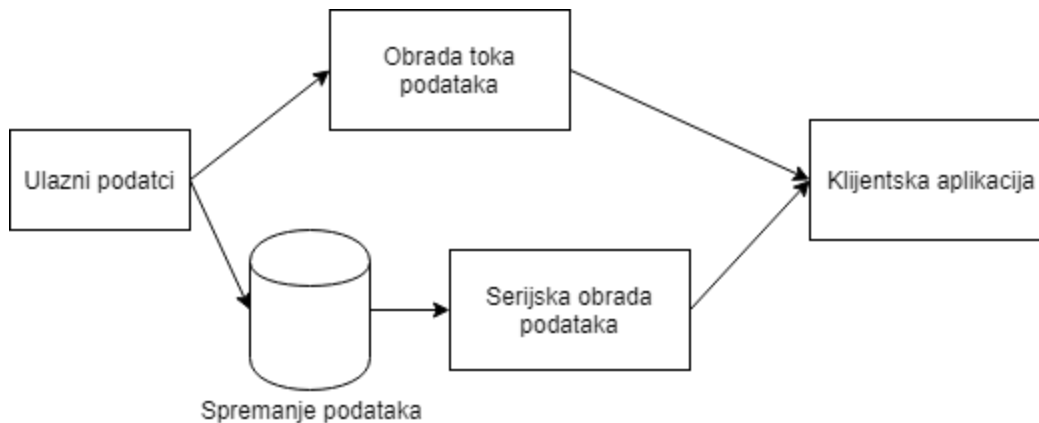 Obrada toka
podataka
Ulazni podatci
Klijentska aplikacija
Serijska obrada
podataka
Spremanje podataka